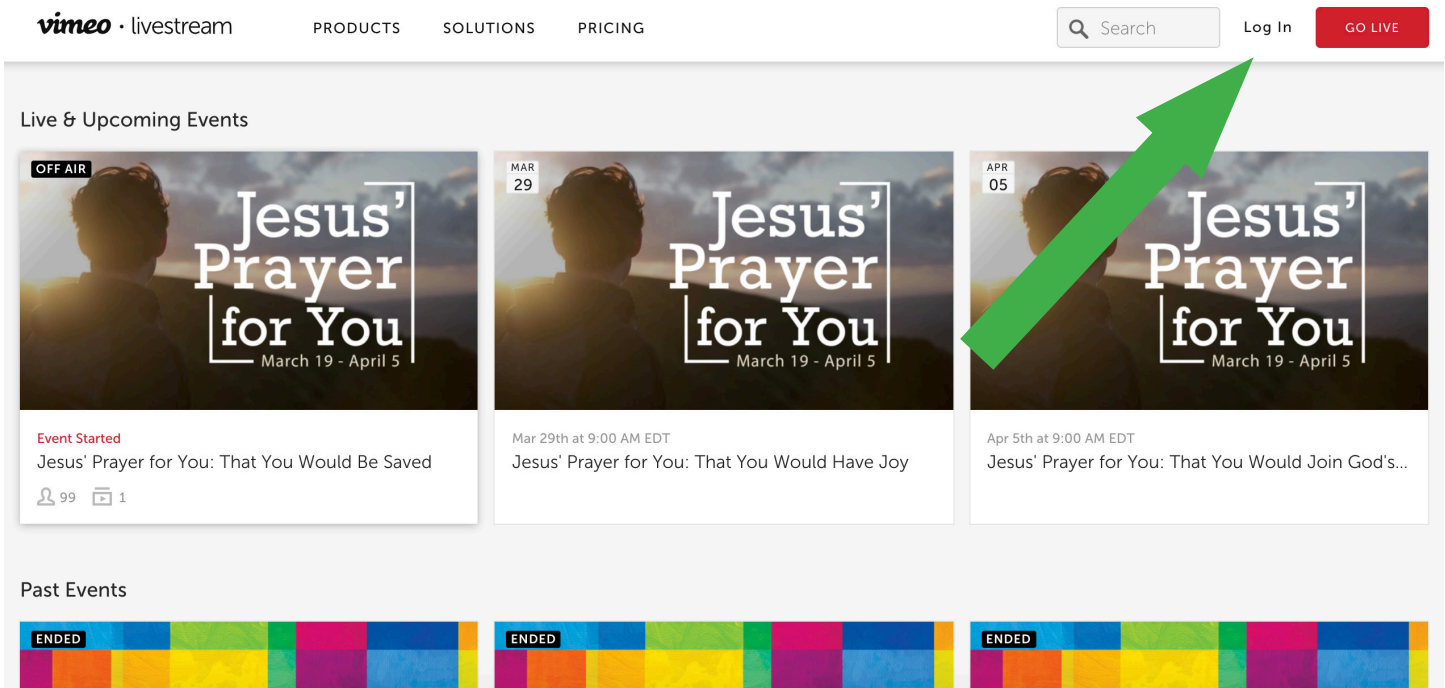 vimeo · livestream PRODUCTS SOLUTIONS PRICING Search Log In GO LIVE
Live & Upcoming Events
OFF AIR
Jesus'
Prayer
for You
March 19 - April 5
Event Started
Jesus' Prayer for You: That You Would Be Saved
99 1
MAR
29
Jesus'
Prayer
for You
March 19 - April 5
Mar 29th at 9:00 AM EDT
Jesus' Prayer for You: That You Would Have Joy
APR
05
Jesus'
Prayer
for You
March 19 - April 5
Apr 5th at 9:00 AM EDT
Jesus' Prayer for You: That You Would Join God's...
Past Events
ENDED
ENDED
ENDED